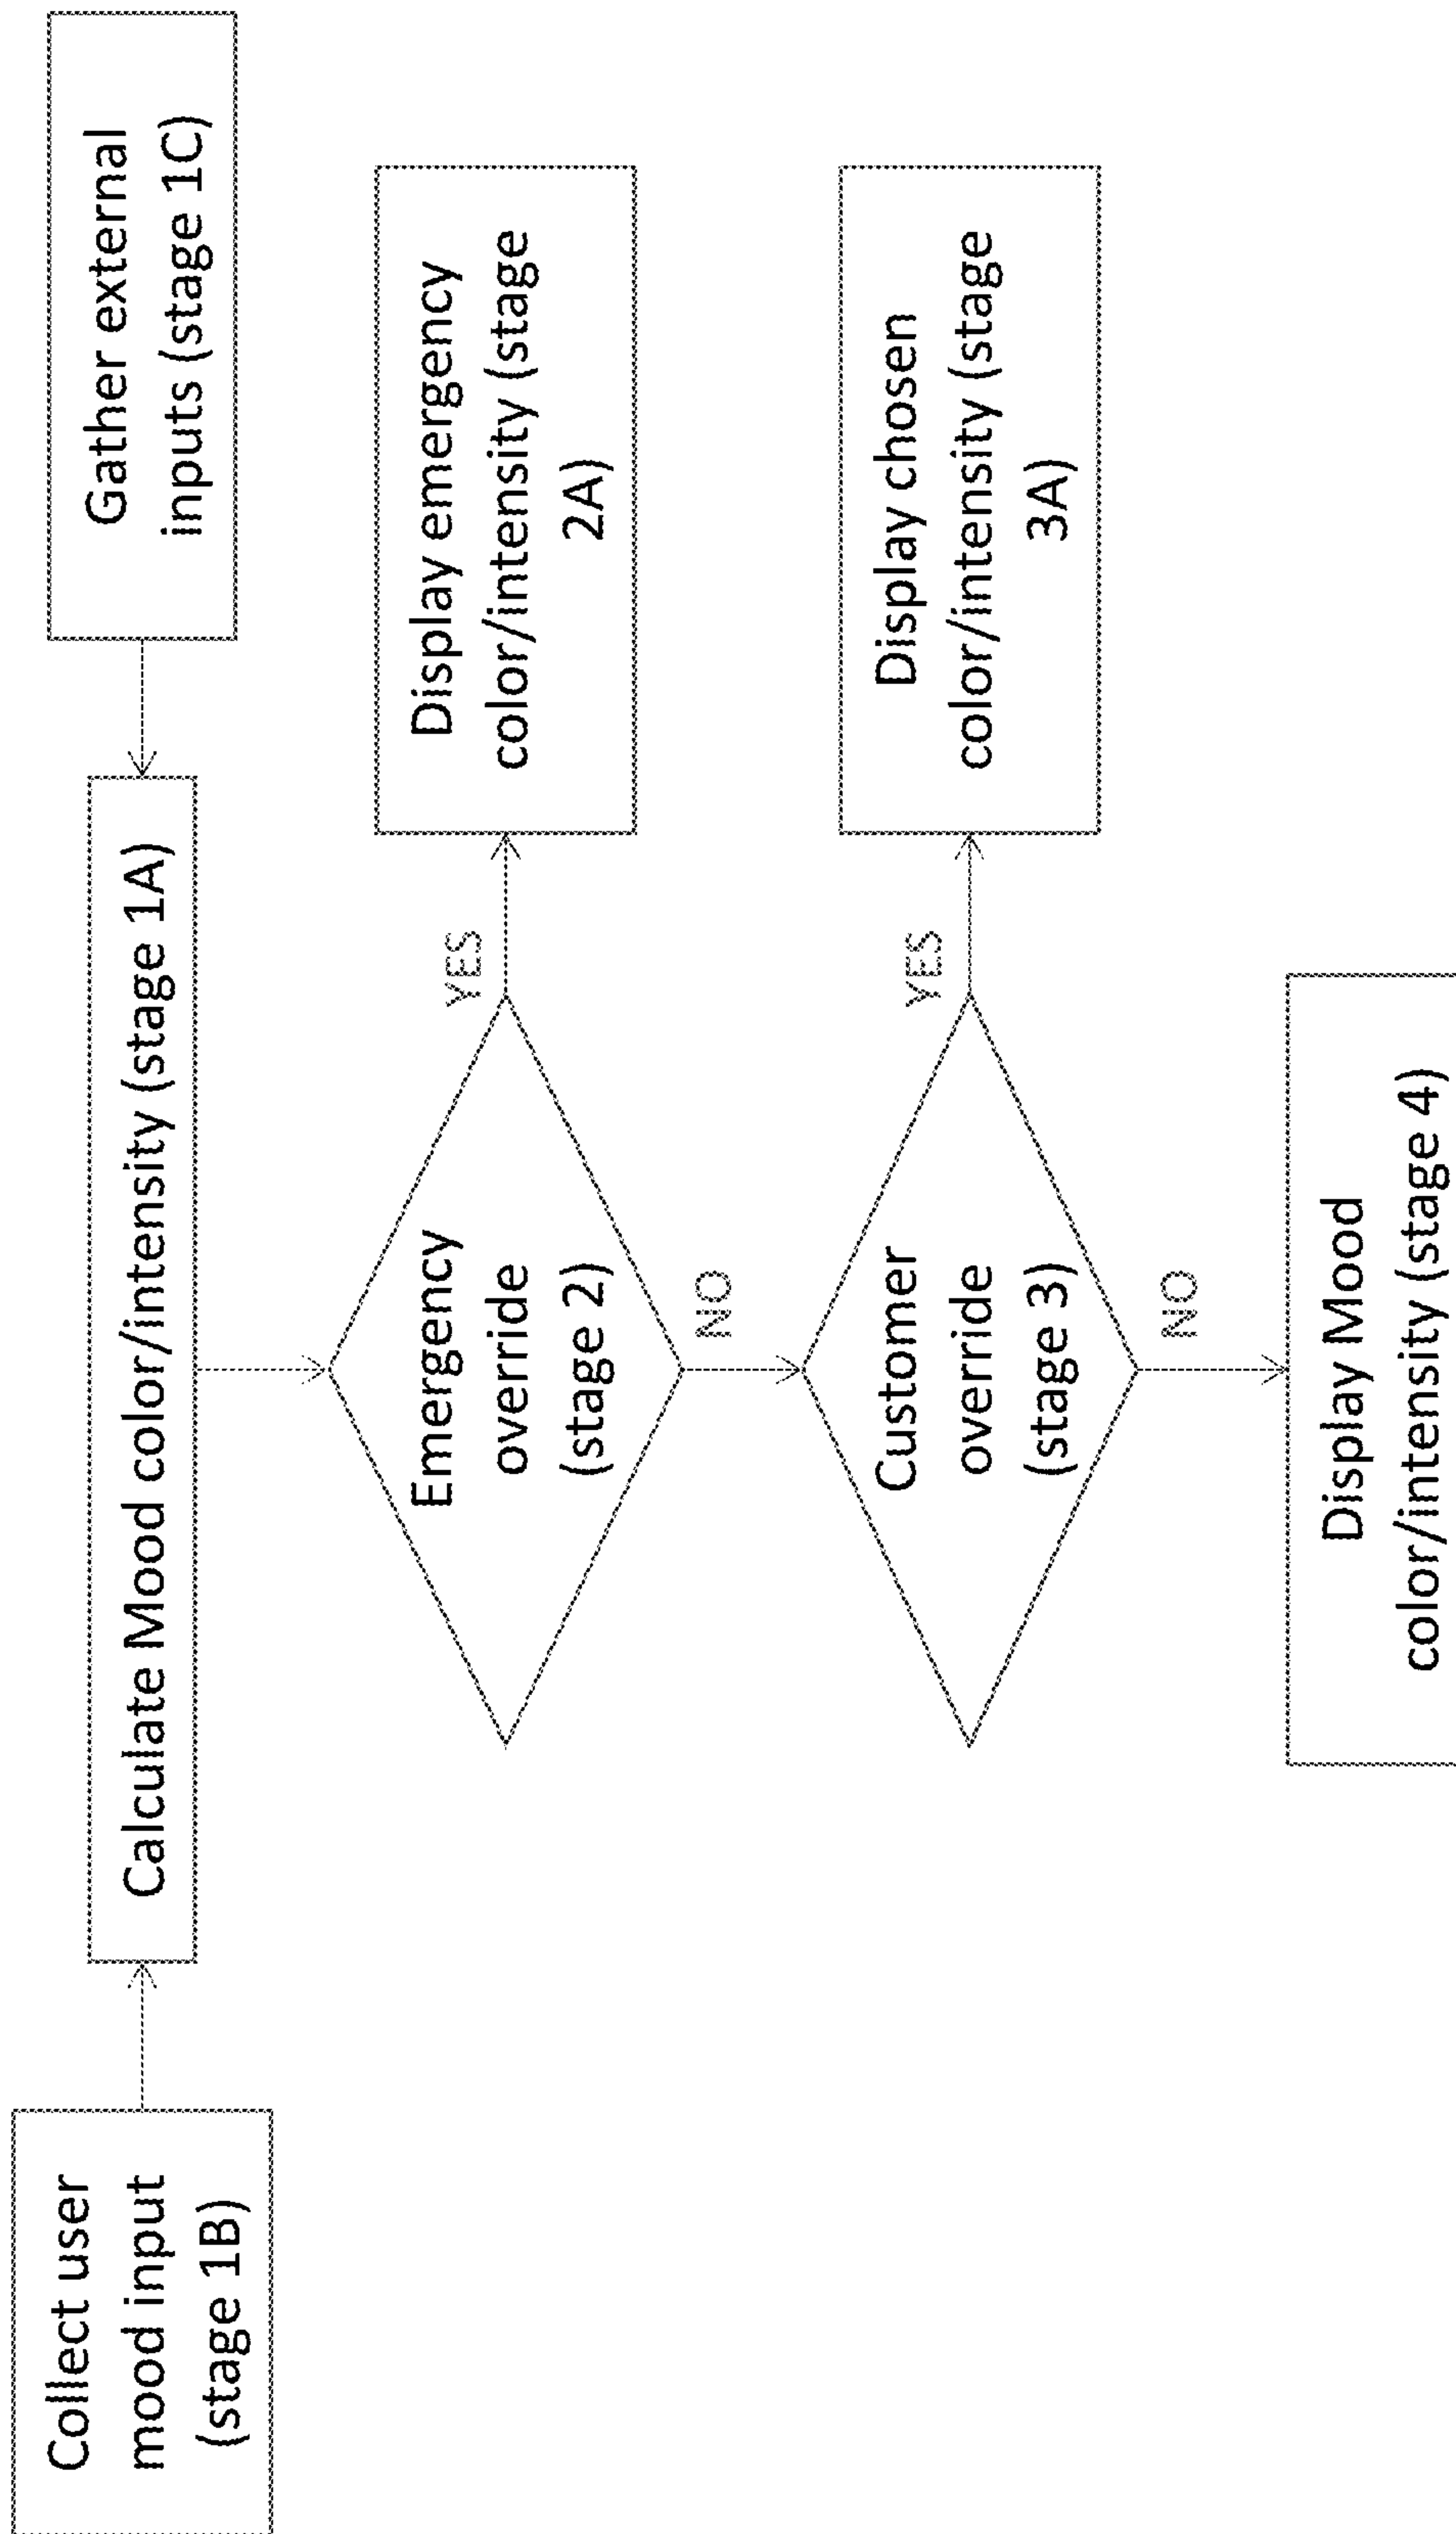 Collect user
mood input
(stage 1B)
Calculate Mood color/intensity (stage 1A)
Gather external
inputs (stage 1C)
Emergency
override
(stage 2)
YES
Display emergency
color/intensity (stage
2A)
NO
Customer
override
(stage 3)
YES
Display chosen
color/intensity (stage
3A)
NO
Display Mood
color/intensity (stage 4)